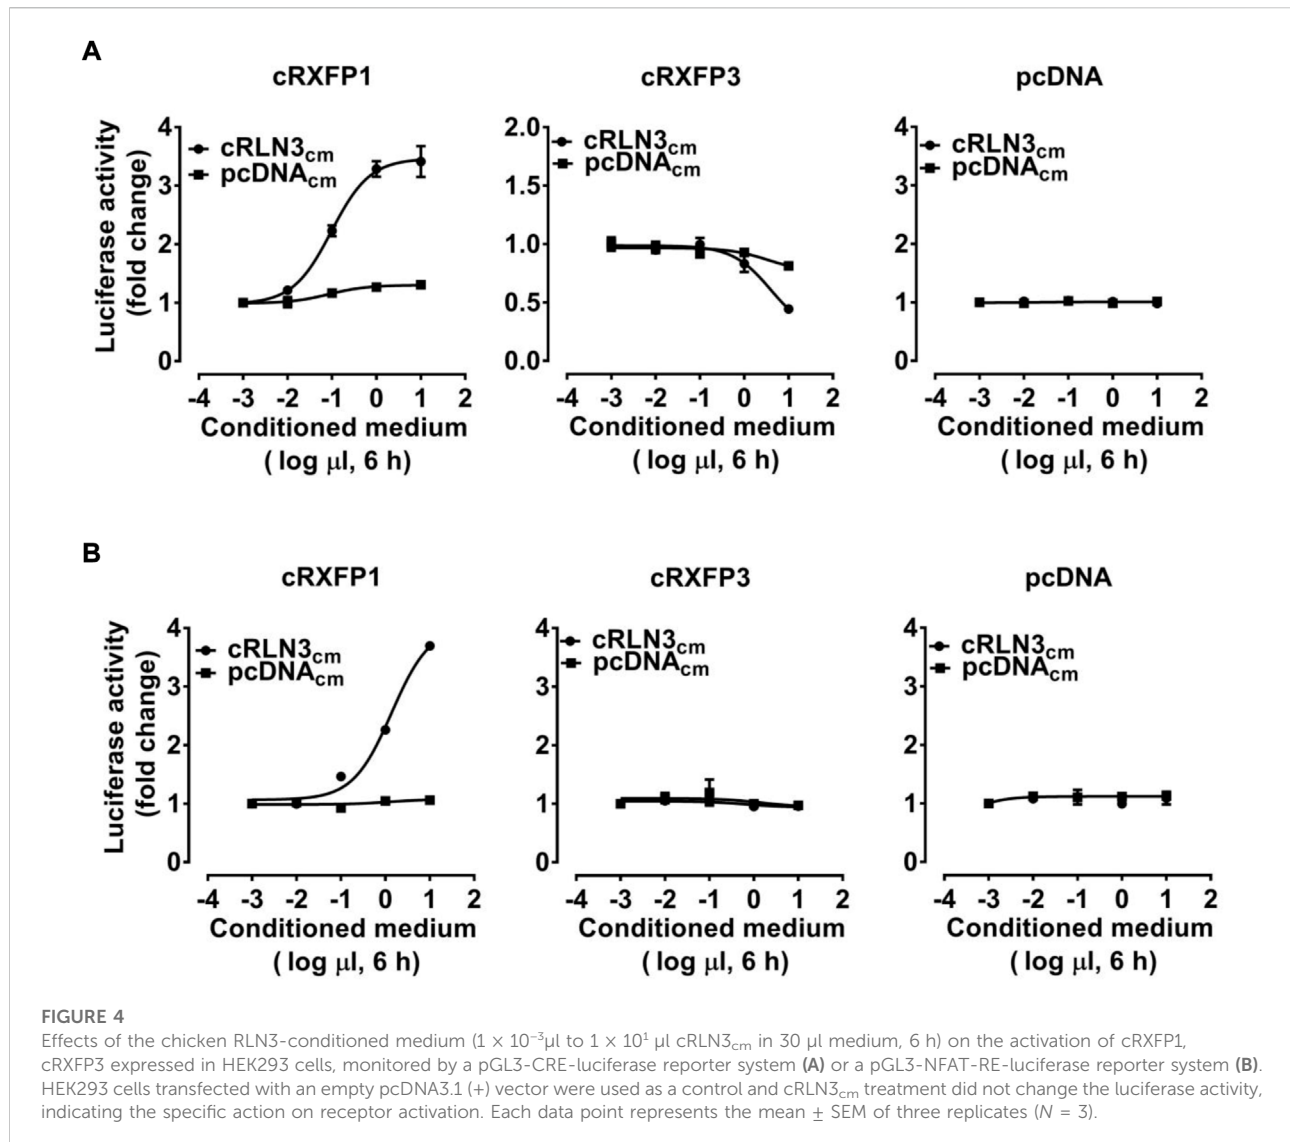 A
cRXFP1
cRXFP3
pcDNA
Luciferase activity
(fold change)
4
3
2
1
0
cRLN3cm
pcDNAcm
-4 -3 -2 -1 0 1 2
Conditioned medium
( log µl, 6 h)
2.0
1.5
1.0
0.5
0.0
cRLN3cm
pcDNAcm
-4 -3 -2 -1 0 1 2
Conditioned medium
( log µl, 6 h)
4
3
2
1
0
cRLN3cm
pcDNAcm
-4 -3 -2 -1 0 1 2
Conditioned medium
( log µl, 6 h)
B
cRXFP1
cRXFP3
pcDNA
Luciferase activity
(fold change)
4
3
2
1
0
cRLN3cm
pcDNAcm
-4 -3 -2 -1 0 1 2
Conditioned medium
( log µl, 6 h)
4
3
2
1
0
cRLN3cm
pcDNAcm
-4 -3 -2 -1 0 1 2
Conditioned medium
( log µl, 6 h)
4
3
2
1
0
cRLN3cm
pcDNAcm
-4 -3 -2 -1 0 1 2
Conditioned medium
( log µl, 6 h)
FIGURE 4
Effects of the chicken RLN3-conditioned medium (1 × 10⁻³µl to 1 × 10¹ µl cRLN3cm in 30 µl medium, 6 h) on the activation of cRXFP1,
cRXFP3 expressed in HEK293 cells, monitored by a pGL3-CRE-luciferase reporter system (A) or a pGL3-NFAT-RE-luciferase reporter system (B).
HEK293 cells transfected with an empty pcDNA3.1 (+) vector were used as a control and cRLN3cm treatment did not change the luciferase activity,
indicating the specific action on receptor activation. Each data point represents the mean ± SEM of three replicates (N = 3).